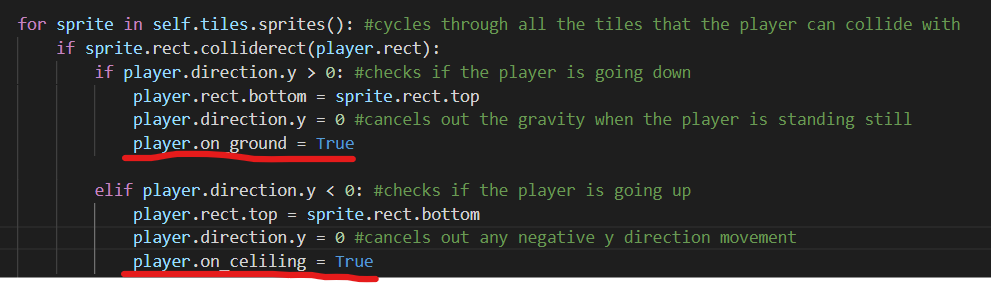 for sprite in self.tiles.sprites(): #cycles through all the tiles that the player can collide with
if sprite.rect.colliderect(player.rect):
if player.direction.y > 0: #checks if the player is going down
player.rect.bottom = sprite.rect.top
player.direction.y = 0 #cancels out the gravity when the player is standing still
player.on_ground = True
elif player.direction.y < 0: #checks if the player is going up
player.rect.top = sprite.rect.bottom
player.direction.y = 0 #cancels out any negative y direction movement
player.on_celiling = True